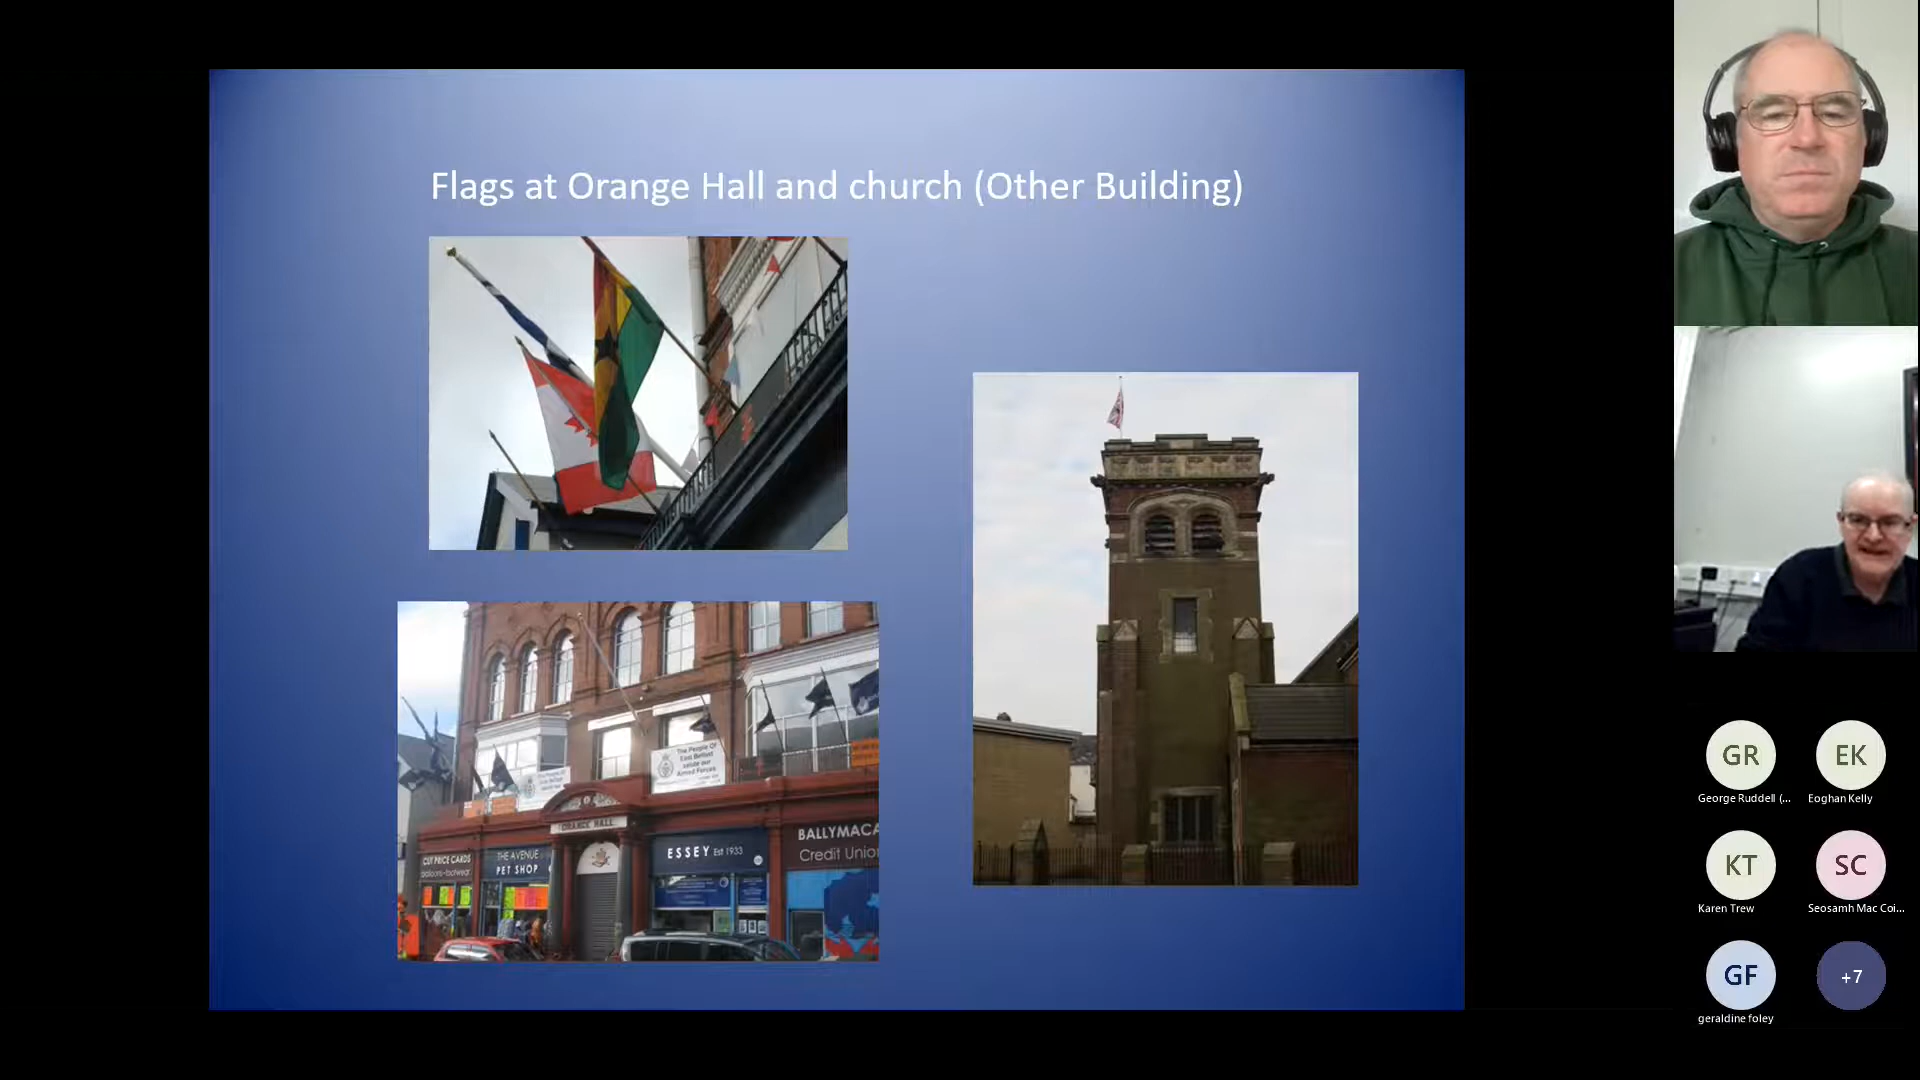 Flags at Orange Hall and church (Other Building)
The People Of
East Belfast
salute our
Armed Forces
ORANGE HALL
CUT PRICE CARDS
THE AVENUE
PET SHOP
ESSEY Est 1933
BALLYMACA
Credit Union
GR
George Ruddell (...
EK
Eoghan Kelly
KT
Karen Trew
SC
Seosamh Mac Coi...
GF
geraldine foley
+7